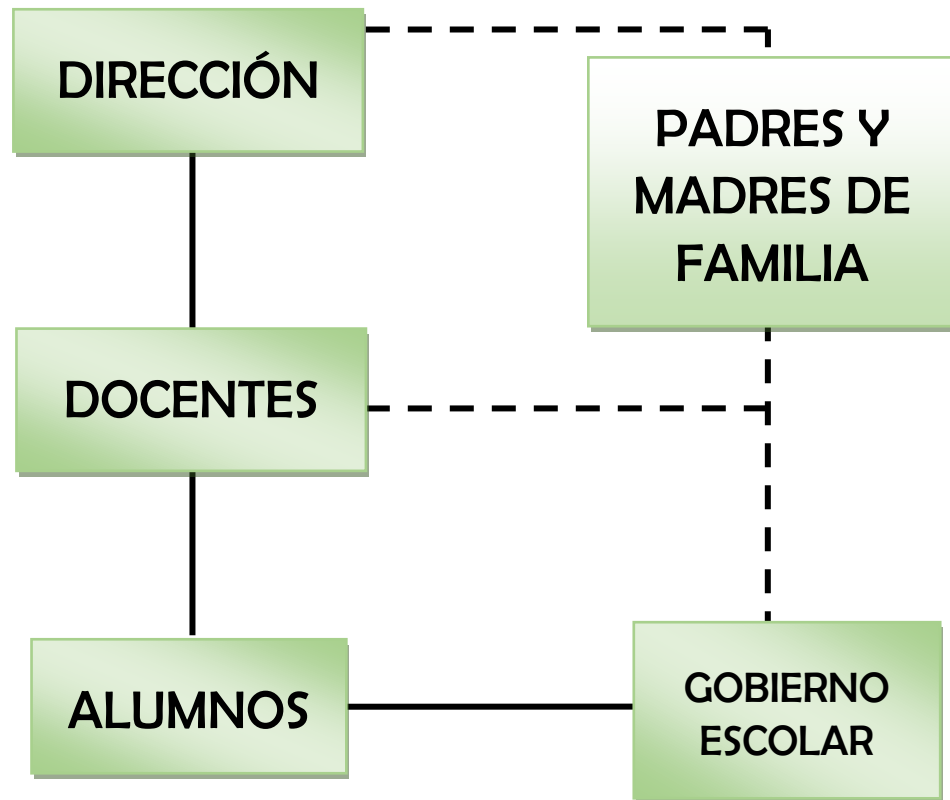 DIRECCIÓN
PADRES Y
MADRES DE
FAMILIA
DOCENTES
ALUMNOS
GOBIERNO
ESCOLAR